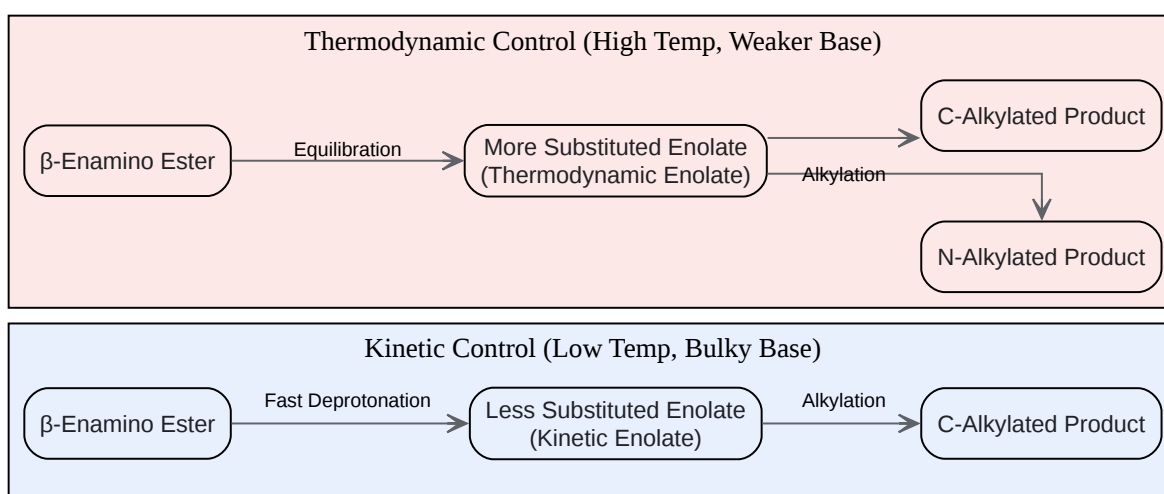 Thermodynamic Control (High Temp, Weaker Base)
β-Enamino Ester
Equilibration
More Substituted Enolate
(Thermodynamic Enolate)
Alkylation
C-Alkylated Product
N-Alkylated Product
Kinetic Control (Low Temp, Bulky Base)
β-Enamino Ester
Fast Deprotonation
Less Substituted Enolate
(Kinetic Enolate)
Alkylation
C-Alkylated Product